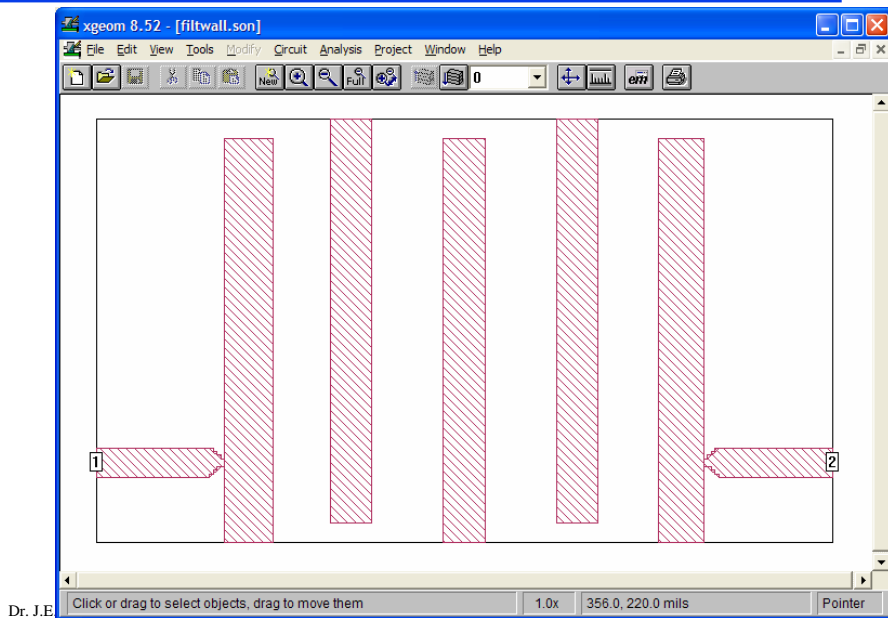 xgeom 8.52 - [filtwall.son]
File Edit View Tools Modify Circuit Analysis Project Window Help
New Full 0 em
1 2
Dr. J.E
Click or drag to select objects, drag to move them 1.0x 356.0, 220.0 mils Pointer